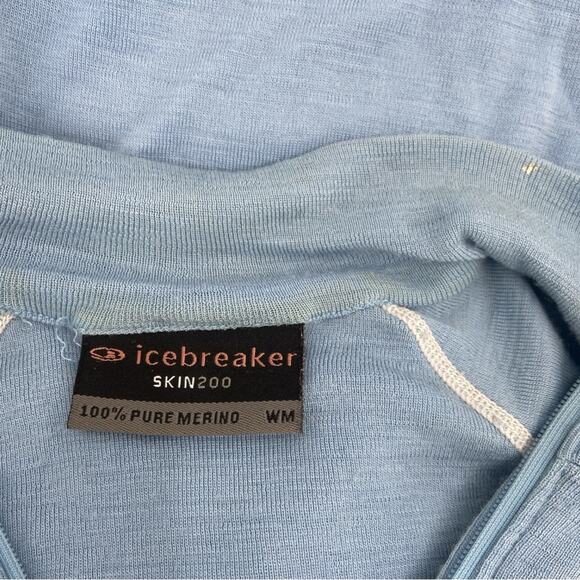 icebreaker
SKIN200
100% PURE MERINO WM